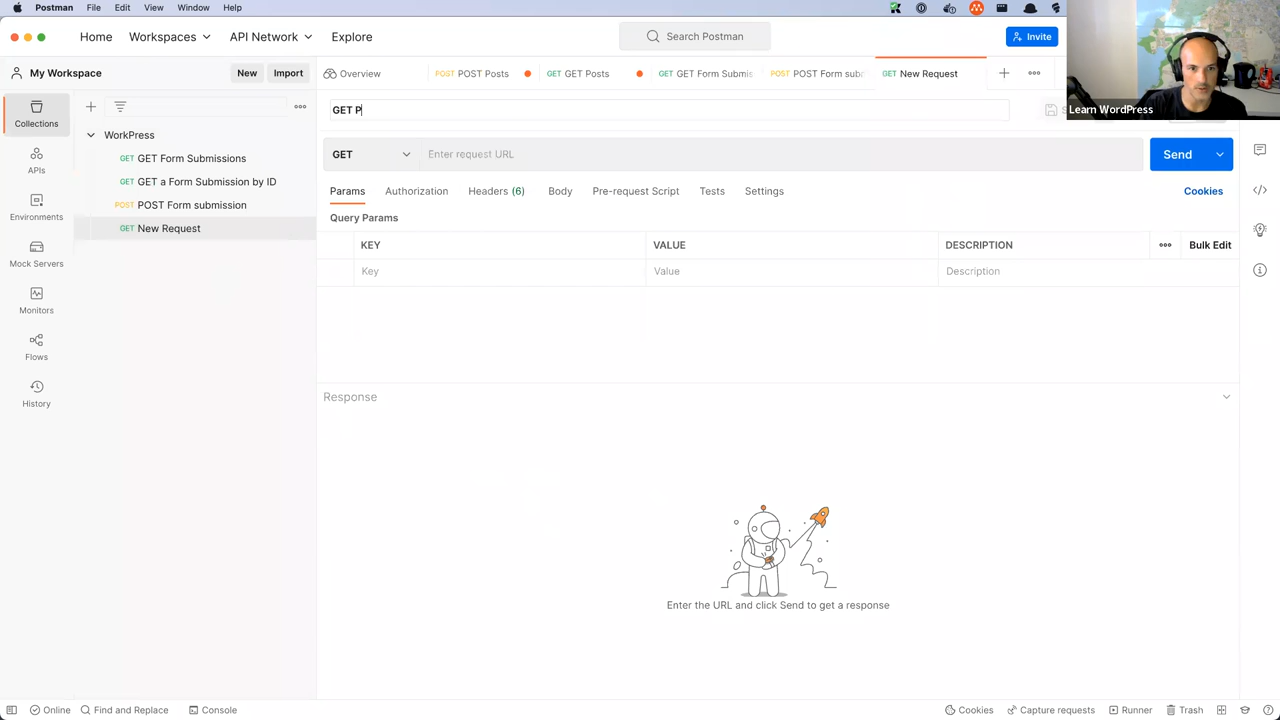 Postman File Edit View Window Help
Home Workspaces API Network Explore Search Postman Invite
My Workspace New Import Overview POST Posts GET Posts GET Form Submis POST Form sub GET New Request
Learn WordPress
Collections
GET P
WorkPress
GET Enter request URL Send
GET GET Form Submissions
GET GET a Form Submission by ID
POST POST Form submission
GET New Request
APIs
Environments
Mock Servers
Monitors
Flows
History
Params Authorization Headers (6) Body Pre-request Script Tests Settings Cookies
Query Params
KEY VALUE DESCRIPTION Bulk Edit
Key Value Description
Response
Enter the URL and click Send to get a response
Online Find and Replace Console Cookies Capture requests Runner Trash